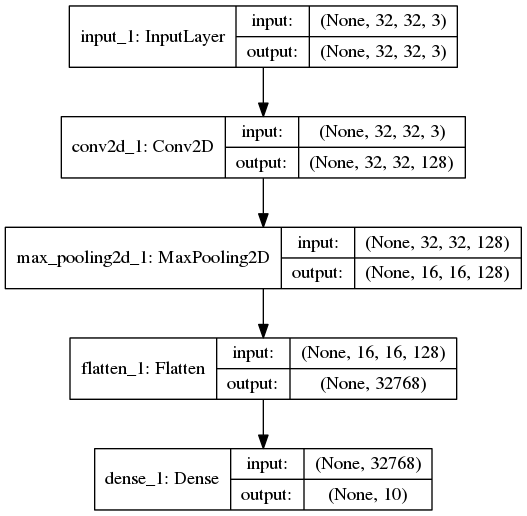 input_1: InputLayer
input: (None, 32, 32, 3)
output: (None, 32, 32, 3)
conv2d_1: Conv2D
input: (None, 32, 32, 3)
output: (None, 32, 32, 128)
max_pooling2d_1: MaxPooling2D
input: (None, 32, 32, 128)
output: (None, 16, 16, 128)
flatten_1: Flatten
input: (None, 16, 16, 128)
output: (None, 32768)
dense_1: Dense
input: (None, 32768)
output: (None, 10)